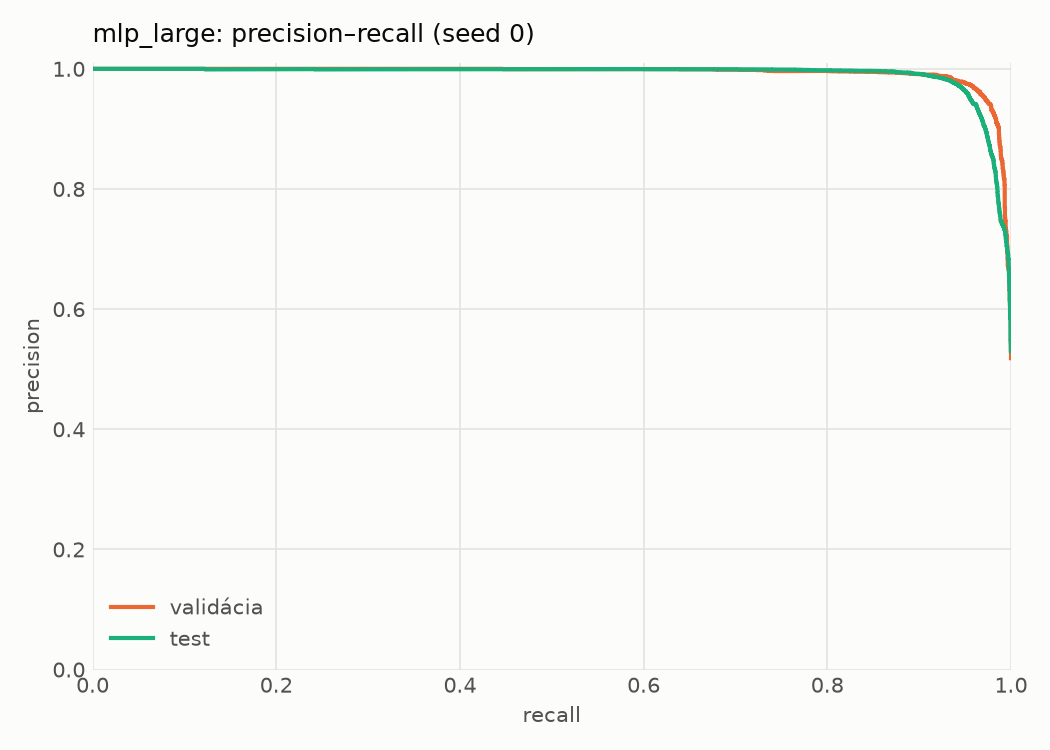 mlp_large: precision–recall (seed 0)
1.0
0.8
0.6
0.4
0.2
0.0
precision
validácia
test
0.0 0.2 0.4 0.6 0.8 1.0
recall